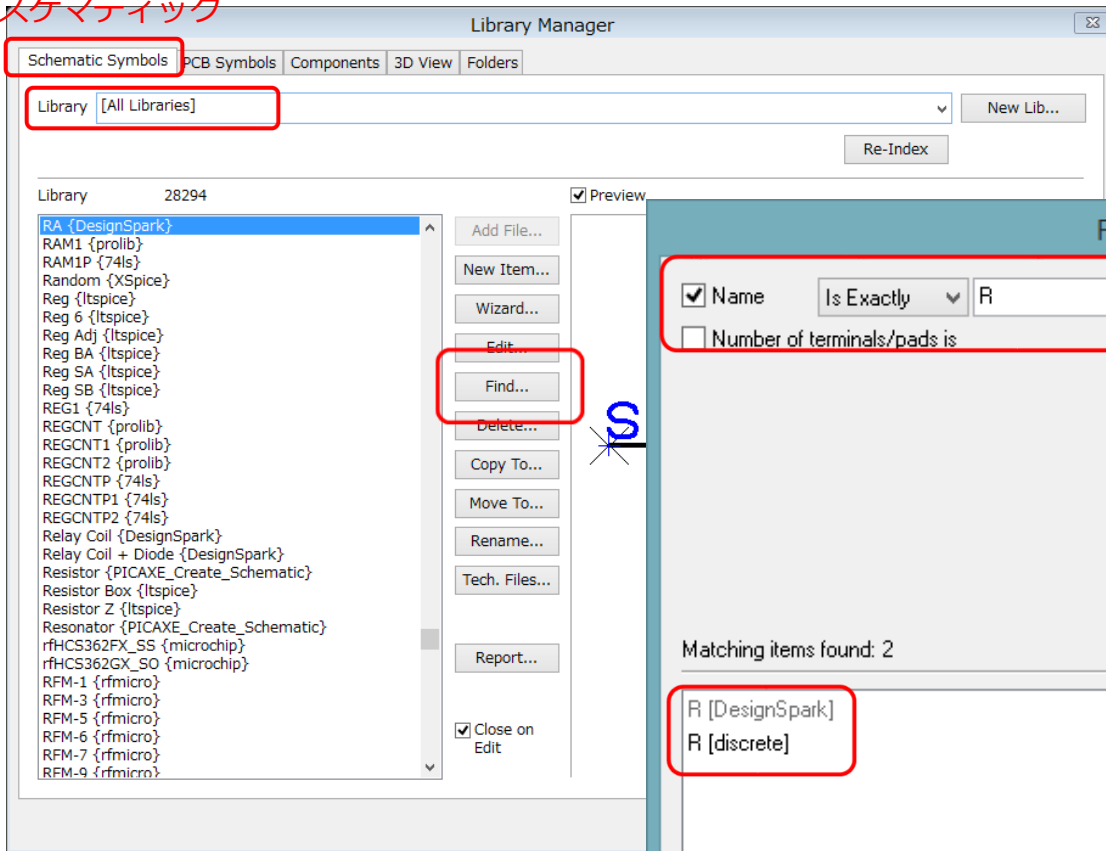 スケマティック
Library Manager
Schematic Symbols PCB Symbols Components 3D View Folders
Library [All Libraries] New Lib...
Re-Index
Library 28294 Preview
RA {DesignSpark}
RAM1 {prolib}
RAM1P {74ls}
Random {XSpice}
Reg {ltspice}
Reg 6 {ltspice}
Reg Adj {ltspice}
Reg BA {ltspice}
Reg SA {ltspice}
Reg SB {ltspice}
REG1 {74ls}
REGCNT {prolib}
REGCNT1 {prolib}
REGCNT2 {prolib}
REGCNTP {74ls}
REGCNTP1 {74ls}
REGCNTP2 {74ls}
Relay Coil {DesignSpark}
Relay Coil + Diode {DesignSpark}
Resistor {PICAXE_Create_Schematic}
Resistor Box {ltspice}
Resistor Z {ltspice}
Resonator {PICAXE_Create_Schematic}
rfHCS362FX_SS {microchip}
rfHCS362GX_SO {microchip}
RFM-1 {rfmicro}
RFM-3 {rfmicro}
RFM-5 {rfmicro}
RFM-6 {rfmicro}
RFM-7 {rfmicro}
RFM-9 {rfmicro}
Add File...
New Item...
Wizard...
Edit...
Find...
Delete...
Copy To...
Move To...
Rename...
Tech. Files...
Report...
Close on
Edit
S
Name Is Exactly R
Number of terminals/pads is
Matching items found: 2
R [DesignSpark]
R [discrete]